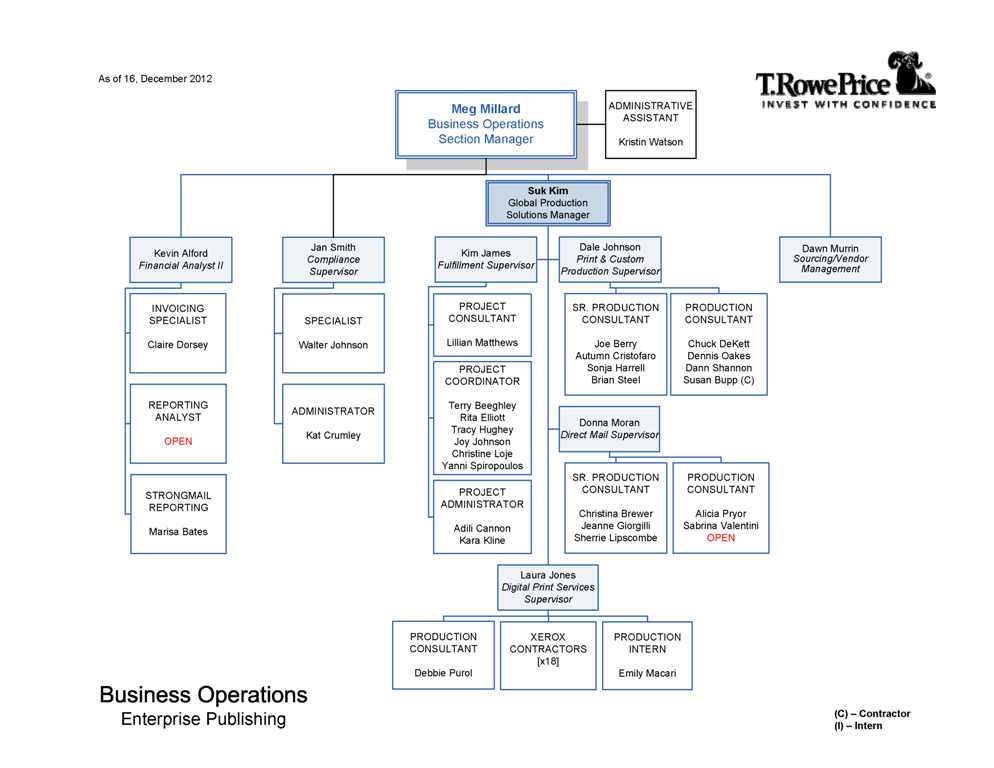 As of 16, December 2012
T.RowePrice®
INVEST WITH CONFIDENCE
Meg Millard
Business Operations
Section Manager
ADMINISTRATIVE
ASSISTANT
Kristin Watson
Suk Kim
Global Production
Solutions Manager
Kevin Alford
Financial Analyst II
INVOICING
SPECIALIST
Claire Dorsey
REPORTING
ANALYST
OPEN
STRONGMAIL
REPORTING
Marisa Bates
Jan Smith
Compliance
Supervisor
SPECIALIST
Walter Johnson
ADMINISTRATOR
Kat Crumley
Kim James
Fulfillment Supervisor
PROJECT
CONSULTANT
Lillian Matthews
PROJECT
COORDINATOR
Terry Beeghley
Rita Elliott
Tracy Hughey
Joy Johnson
Christine Loje
Yanni Spiropoulos
PROJECT
ADMINISTRATOR
Adili Cannon
Kara Kline
Dale Johnson
Print & Custom
Production Supervisor
SR. PRODUCTION
CONSULTANT
Joe Berry
Autumn Cristofaro
Sonja Harrell
Brian Steel
PRODUCTION
CONSULTANT
Chuck DeKett
Dennis Oakes
Dann Shannon
Susan Bupp (C)
Donna Moran
Direct Mail Supervisor
SR. PRODUCTION
CONSULTANT
Christina Brewer
Jeanne Giorgilli
Sherrie Lipscombe
PRODUCTION
CONSULTANT
Alicia Pryor
Sabrina Valentini
OPEN
Dawn Murrin
Sourcing/Vendor
Management
Laura Jones
Digital Print Services
Supervisor
PRODUCTION
CONSULTANT
Debbie Purol
XEROX
CONTRACTORS
[x18]
PRODUCTION
INTERN
Emily Macari
Business Operations
Enterprise Publishing
(C) – Contractor
(I) – Intern